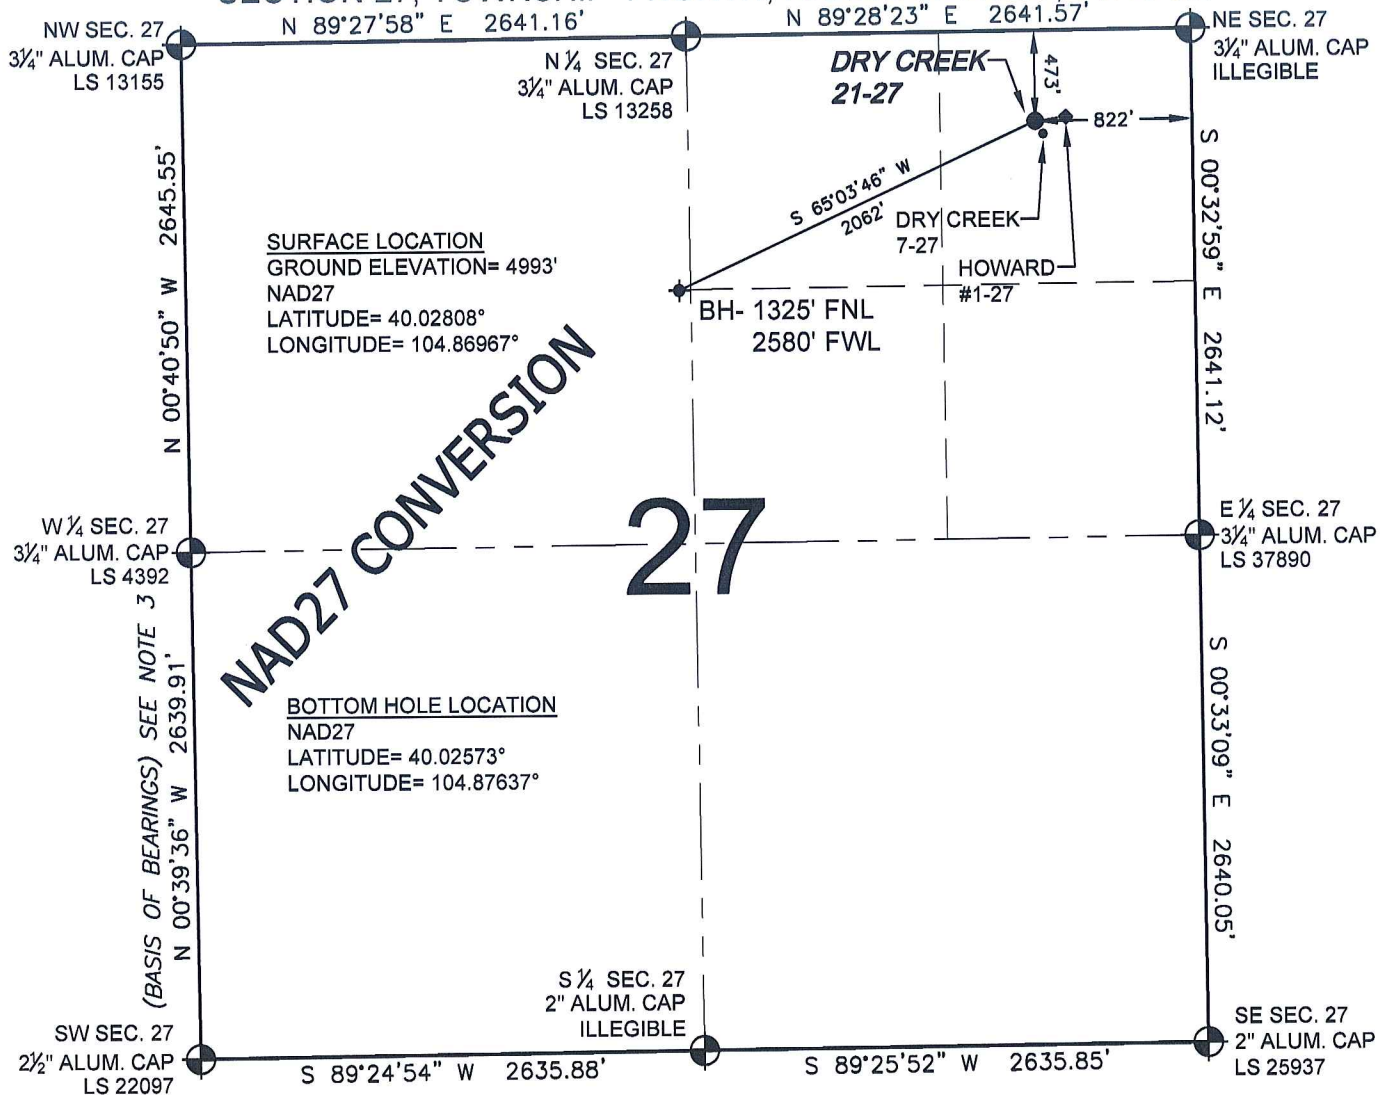 N 89°27'58" E 2641.16'
N 89°28'23" E 2641.57'
NW SEC. 27
3¼" ALUM. CAP
LS 13155
N ¼ SEC. 27
3¼" ALUM. CAP
LS 13258
DRY CREEK
21-27
473'
NE SEC. 27
3¼" ALUM. CAP
ILLEGIBLE
822'
S 65°03'46" W
2062'
DRY CREEK
7-27
HOWARD
#1-27
N 00°40'50" W 2645.55'
S 00°32'59" E 2641.12'
SURFACE LOCATION
GROUND ELEVATION= 4993'
NAD27
LATITUDE= 40.02808°
LONGITUDE= 104.86967°
BH- 1325' FNL
2580' FWL
NAD27 CONVERSION
27
W ¼ SEC. 27
3¼" ALUM. CAP
LS 4392
E ¼ SEC. 27
3¼" ALUM. CAP
LS 37890
(BASIS OF BEARINGS) SEE NOTE 3
N 00°39'36" W 2639.91'
S 00°33'09" E 2640.05'
BOTTOM HOLE LOCATION
NAD27
LATITUDE= 40.02573°
LONGITUDE= 104.87637°
SW SEC. 27
2½" ALUM. CAP
LS 22097
S ¼ SEC. 27
2" ALUM. CAP
ILLEGIBLE
SE SEC. 27
2" ALUM. CAP
LS 25937
S 89°24'54" W 2635.88'
S 89°25'52" W 2635.85'